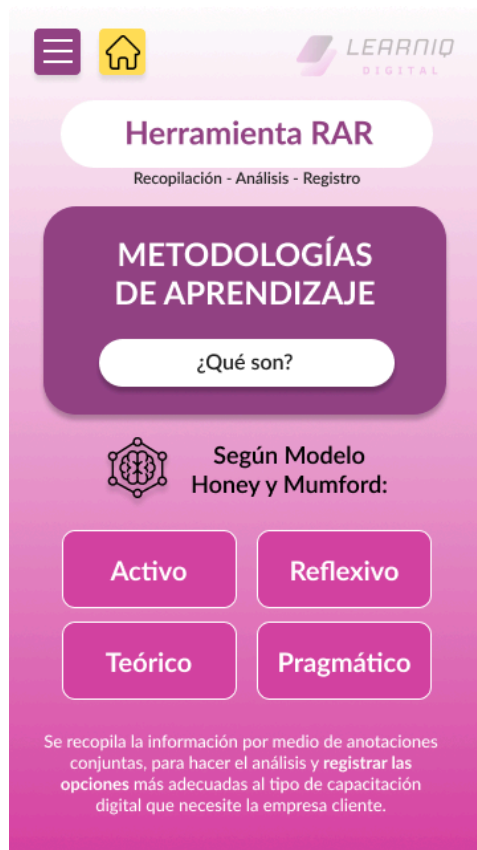 LEARNIQ
DIGITAL
Herramienta RAR
Recopilación - Análisis - Registro
METODOLOGÍAS
DE APRENDIZAJE
¿Qué son?
Según Modelo
Honey y Mumford:
Activo
Reflexivo
Teórico
Pragmático
Se recopila la información por medio de anotaciones
conjuntas, para hacer el análisis y registrar las
opciones más adecuadas al tipo de capacitación
digital que necesite la empresa cliente.